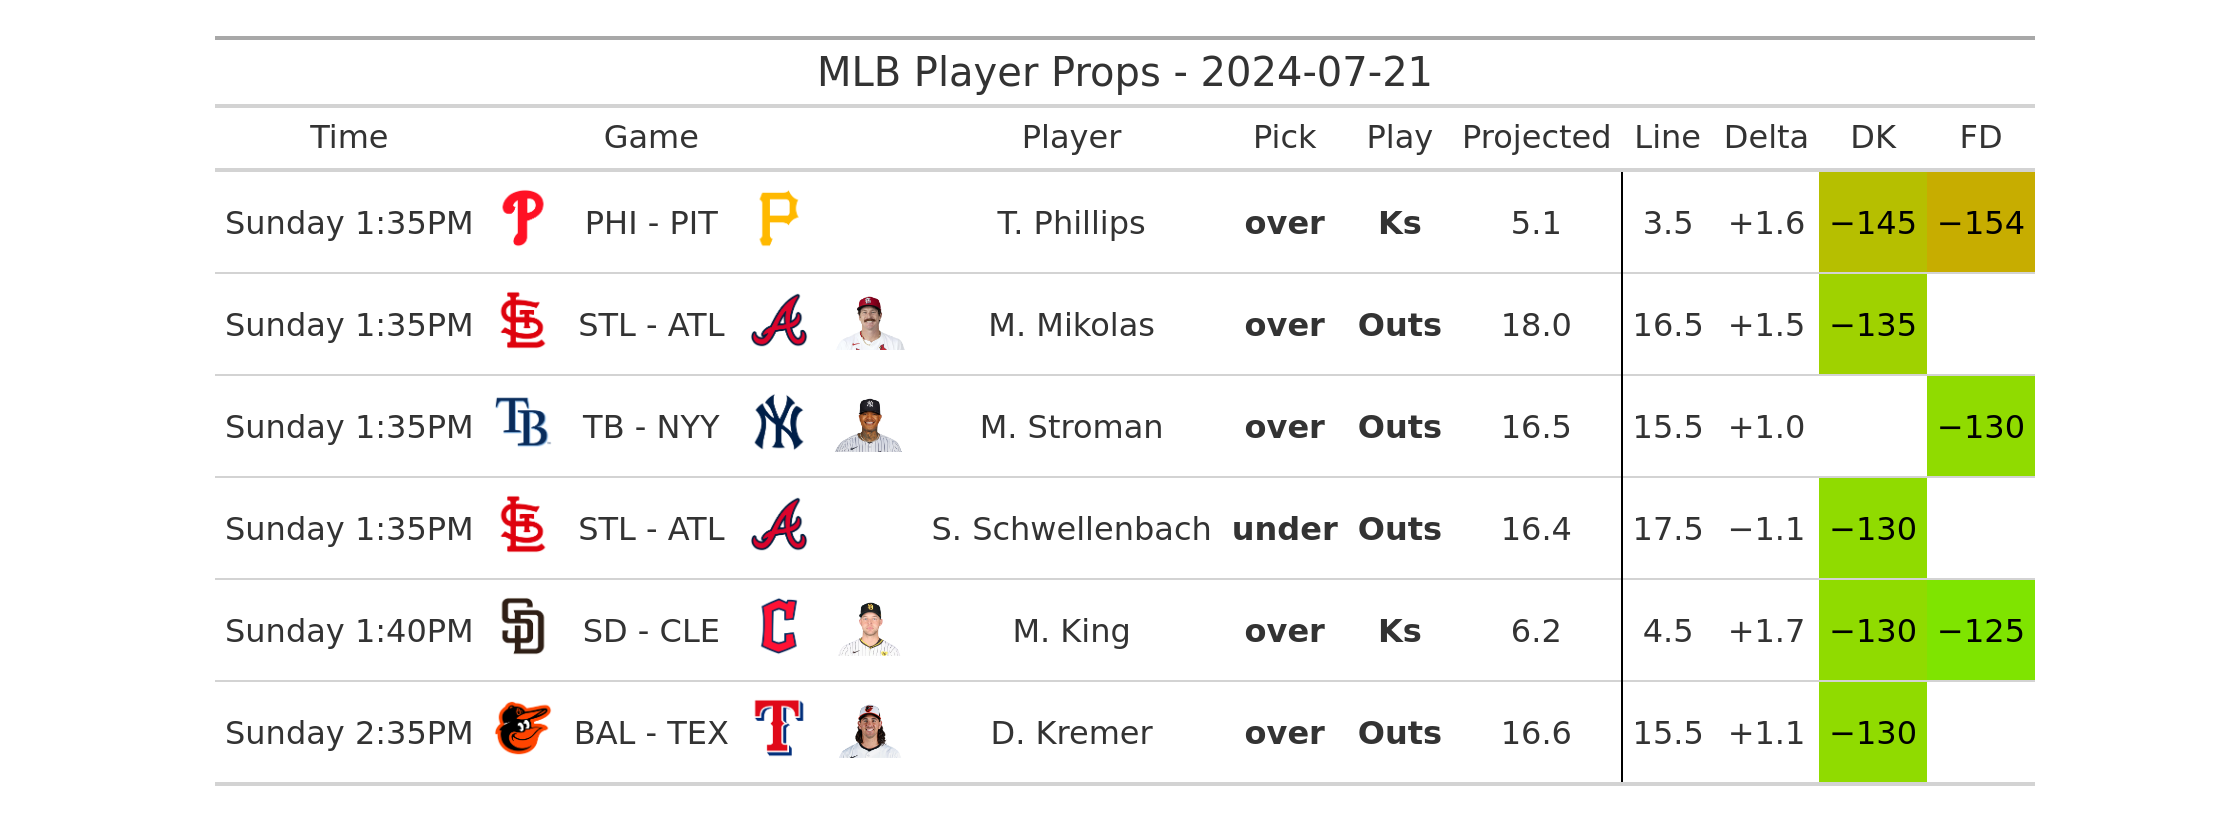 MLB Player Props - 2024-07-21
Time Game Player Pick Play Projected Line Delta DK FD
Sunday 1:35PM PHI - PIT T. Phillips over Ks 5.1 3.5 +1.6 −145 −154
Sunday 1:35PM STL - ATL M. Mikolas over Outs 18.0 16.5 +1.5 −135
Sunday 1:35PM TB - NYY M. Stroman over Outs 16.5 15.5 +1.0 −130
Sunday 1:35PM STL - ATL S. Schwellenbach under Outs 16.4 17.5 −1.1 −130
Sunday 1:40PM SD - CLE M. King over Ks 6.2 4.5 +1.7 −130 −125
Sunday 2:35PM BAL - TEX D. Kremer over Outs 16.6 15.5 +1.1 −130